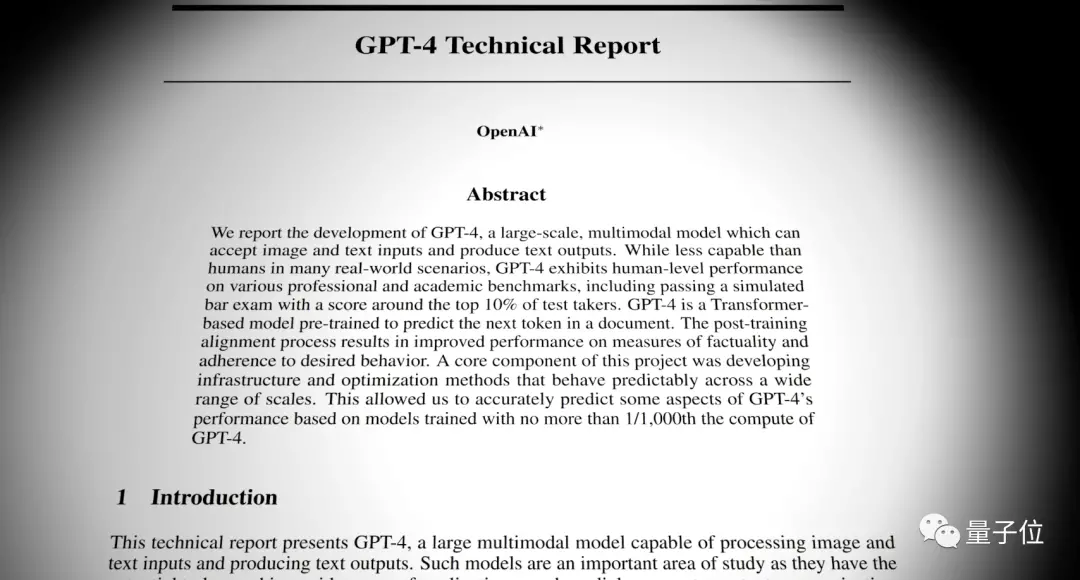 GPT-4 Technical Report
OpenAI*
Abstract
We report the development of GPT-4, a large-scale, multimodal model which can
accept image and text inputs and produce text outputs. While less capable than
humans in many real-world scenarios, GPT-4 exhibits human-level performance
on various professional and academic benchmarks, including passing a simulated
bar exam with a score around the top 10% of test takers. GPT-4 is a Transformer-
based model pre-trained to predict the next token in a document. The post-training
alignment process results in improved performance on measures of factuality and
adherence to desired behavior. A core component of this project was developing
infrastructure and optimization methods that behave predictably across a wide
range of scales. This allowed us to accurately predict some aspects of GPT-4's
performance based on models trained with no more than 1/1,000th the compute of
GPT-4.
1 Introduction
This technical report presents GPT-4, a large multimodal model capable of processing image and
text inputs and producing text outputs. Such models are an important area of study as they have the
量子位